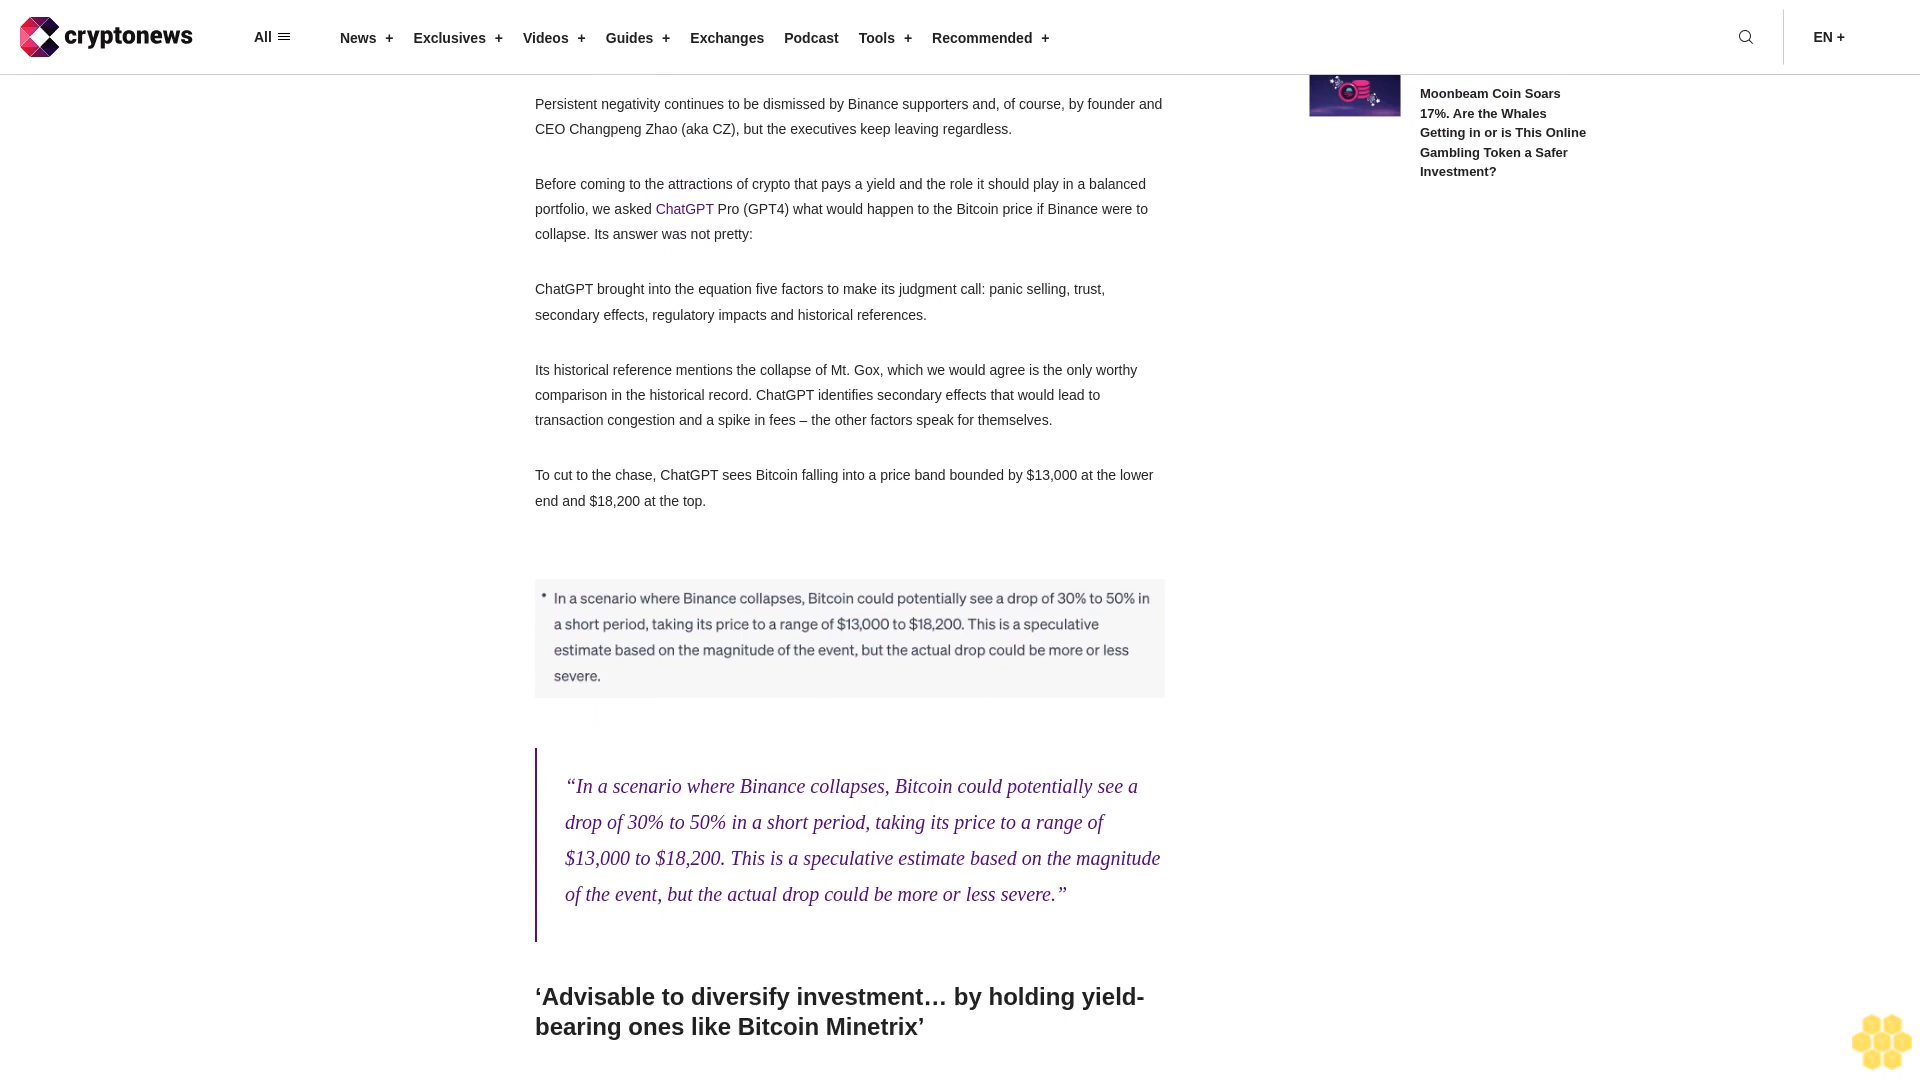 cryptonews
All
News +
Exclusives +
Videos +
Guides +
Exchanges
Podcast
Tools +
Recommended +
EN +
Persistent negativity continues to be dismissed by Binance supporters and, of course, by founder and
CEO Changpeng Zhao (aka CZ), but the executives keep leaving regardless.
Before coming to the attractions of crypto that pays a yield and the role it should play in a balanced
portfolio, we asked ChatGPT Pro (GPT4) what would happen to the Bitcoin price if Binance were to
collapse. Its answer was not pretty:
ChatGPT brought into the equation five factors to make its judgment call: panic selling, trust,
secondary effects, regulatory impacts and historical references.
Its historical reference mentions the collapse of Mt. Gox, which we would agree is the only worthy
comparison in the historical record. ChatGPT identifies secondary effects that would lead to
transaction congestion and a spike in fees – the other factors speak for themselves.
To cut to the chase, ChatGPT sees Bitcoin falling into a price band bounded by $13,000 at the lower
end and $18,200 at the top.
• In a scenario where Binance collapses, Bitcoin could potentially see a drop of 30% to 50% in
a short period, taking its price to a range of $13,000 to $18,200. This is a speculative
estimate based on the magnitude of the event, but the actual drop could be more or less
severe.
“In a scenario where Binance collapses, Bitcoin could potentially see a
drop of 30% to 50% in a short period, taking its price to a range of
$13,000 to $18,200. This is a speculative estimate based on the magnitude
of the event, but the actual drop could be more or less severe.”
‘Advisable to diversify investment… by holding yield-
bearing ones like Bitcoin Minetrix’
Moonbeam Coin Soars
17%. Are the Whales
Getting in or is This Online
Gambling Token a Safer
Investment?